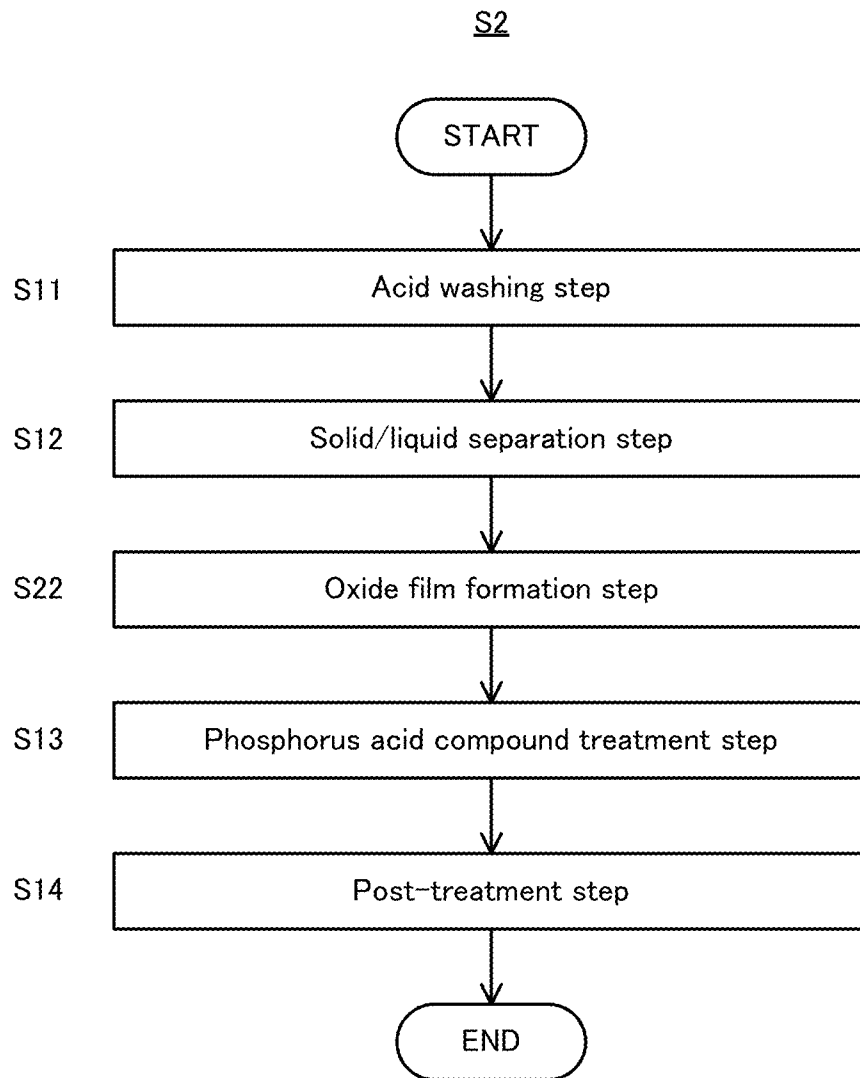 S2
START
S11 Acid washing step
S12 Solid/liquid separation step
S22 Oxide film formation step
S13 Phosphorus acid compound treatment step
S14 Post-treatment step
END